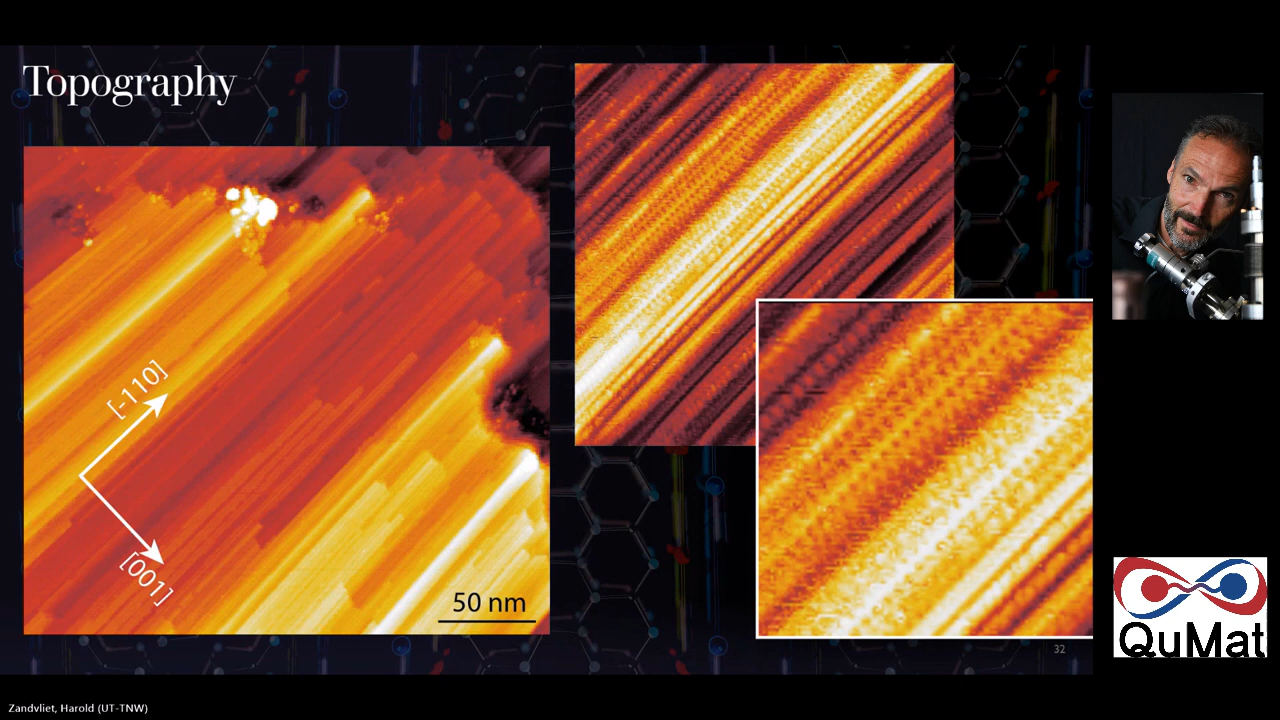 Topography
[-110]
[001]
50 nm
32
QuMat
Zandvliet, Harold (UT-TNW)